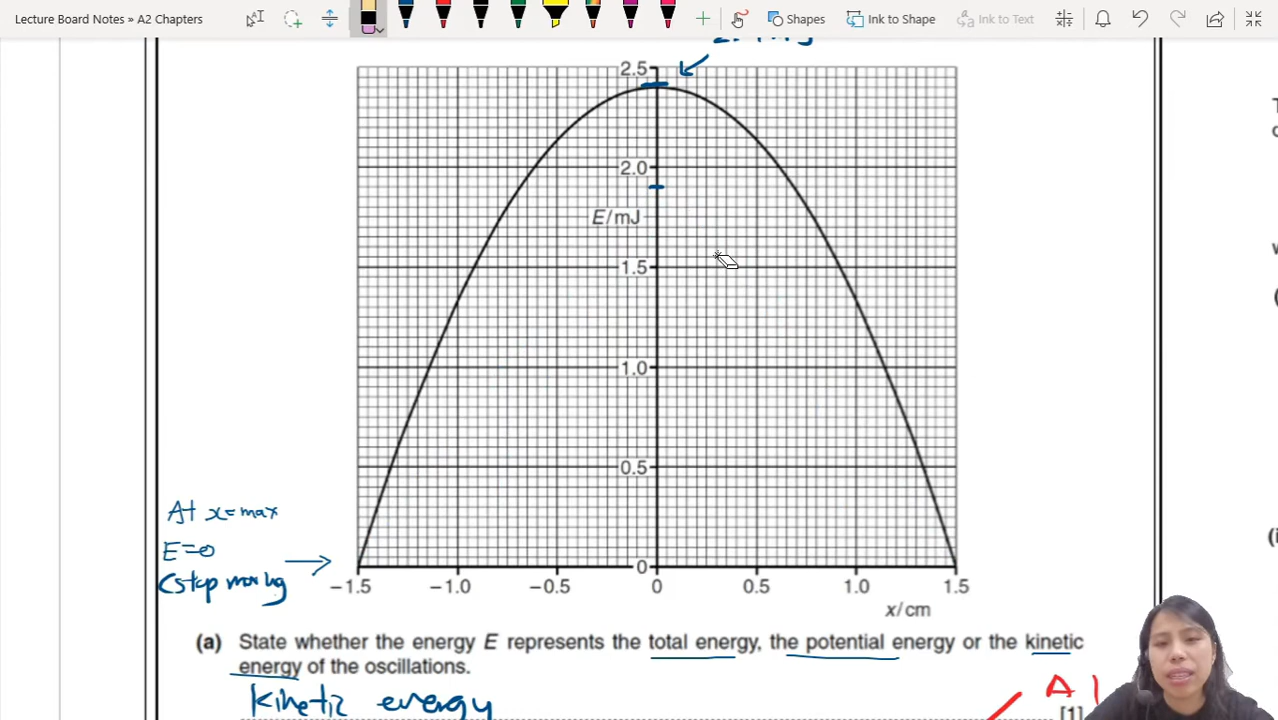 Lecture Board Notes » A2 Chapters
Shapes
Ink to Shape
Ink to Text
2.5
2.0
E/mJ
1.5
1.0
0.5
0
−1.5 −1.0 −0.5 0 0.5 1.0 1.5
x/cm
At x=max
E=0
(stop moving
(a) State whether the energy E represents the total energy, the potential energy or the kinetic
energy of the oscillations.
kinetic energy
A1
[1]